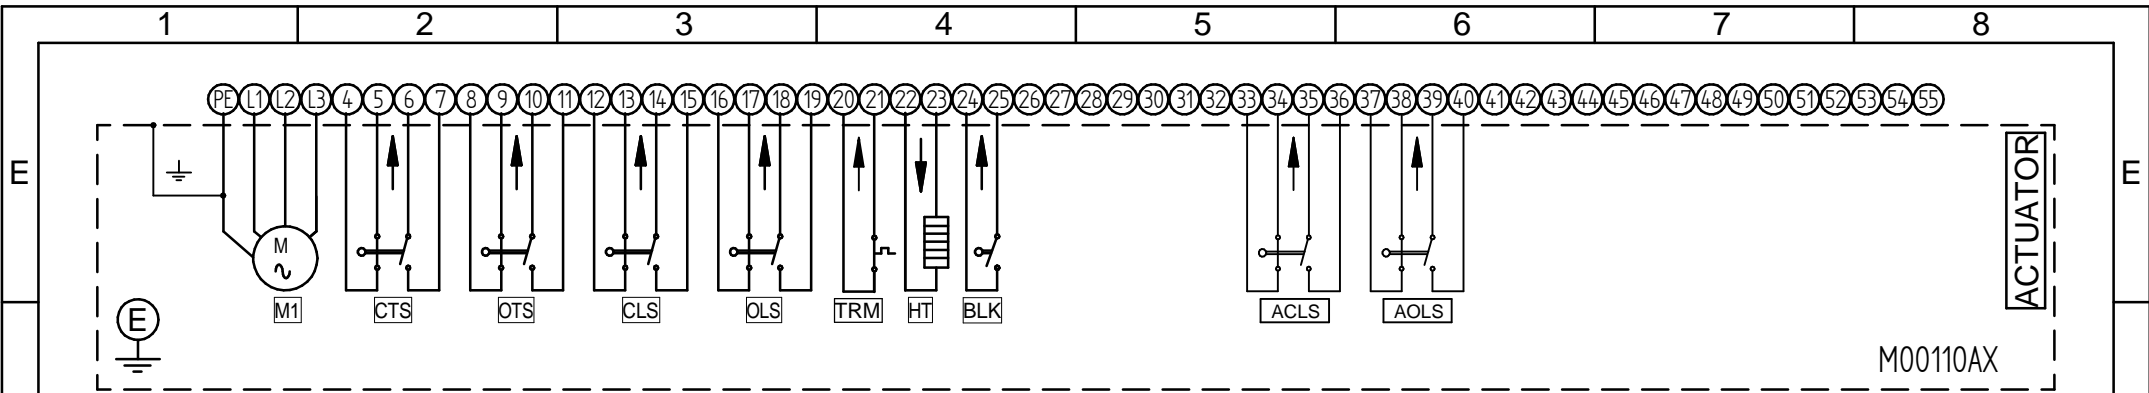 1 2 3 4 5 6 7 8
PE L1 L2 L3 4 5 6 7 8 9 10 11 12 13 14 15 16 17 18 19 20 21 22 23 24 25 26 27 28 29 30 31 32 33 34 35 36 37 38 39 40 41 42 43 44 45 46 47 48 49 50 51 52 53 54 55
E E
ACTUATOR
M
M1 CTS OTS CLS OLS TRM HT BLK ACLS AOLS
E
M00110AX